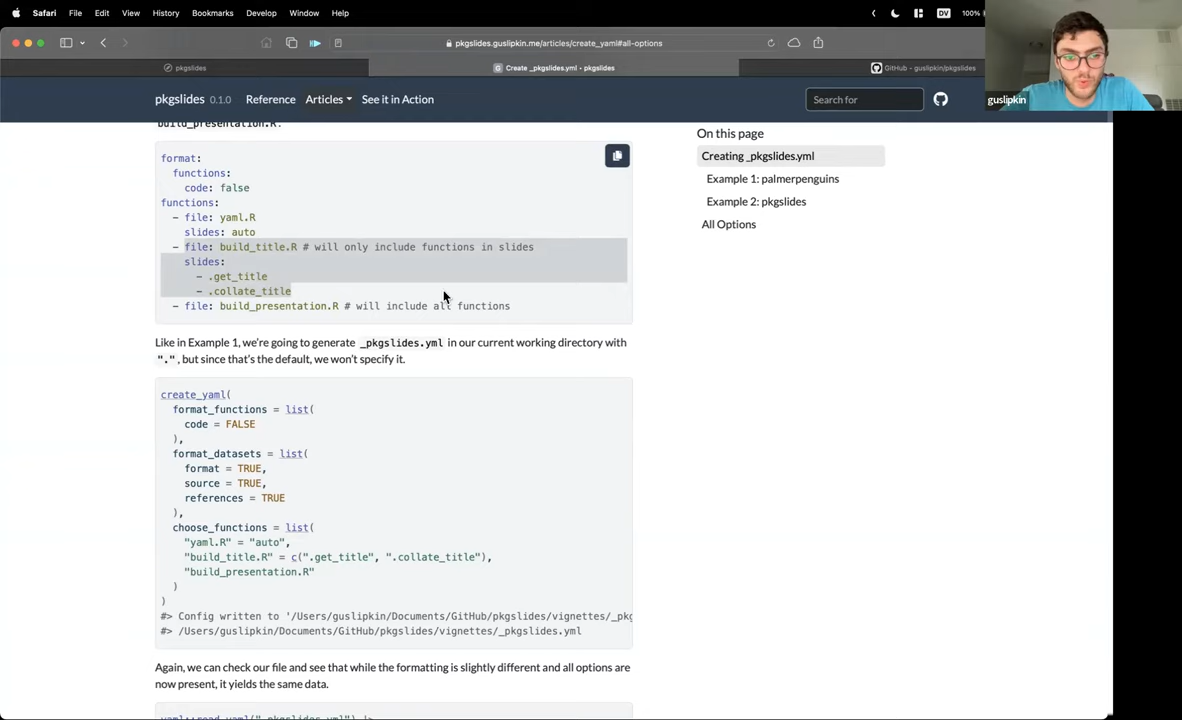 Safari File Edit View History Bookmarks Develop Window Help
DV 100%
pkgslides.guslipkin.me/articles/create_yaml#all-options
pkgslides
Create _pkgslides.yml • pkgslides
GitHub - guslipkin/pkgslides
guslipkin
pkgslides 0.1.0 Reference Articles See it in Action
Search for
build_presentation.R.
format:
functions:
code: false
functions:
- file: yaml.R
slides: auto
- file: build_title.R # will only include functions in slides
slides:
- .get_title
- .collate_title
- file: build_presentation.R # will include all functions
Like in Example 1, we're going to generate _pkgslides.yml in our current working directory with
".", but since that's the default, we won't specify it.
create_yaml(
format_functions = list(
code = FALSE
),
format_datasets = list(
format = TRUE,
source = TRUE,
references = TRUE
),
choose_functions = list(
"yaml.R" = "auto",
"build_title.R" = c(".get_title", ".collate_title"),
"build_presentation.R"
)
)
#> Config written to '/Users/guslipkin/Documents/GitHub/pkgslides/vignettes/_pkg
#> /Users/guslipkin/Documents/GitHub/pkgslides/vignettes/_pkgslides.yml
Again, we can check our file and see that while the formatting is slightly different and all options are
now present, it yields the same data.
yaml::read_yaml("_pkgslides.yml") |>
On this page
Creating _pkgslides.yml
Example 1: palmerpenguins
Example 2: pkgslides
All Options